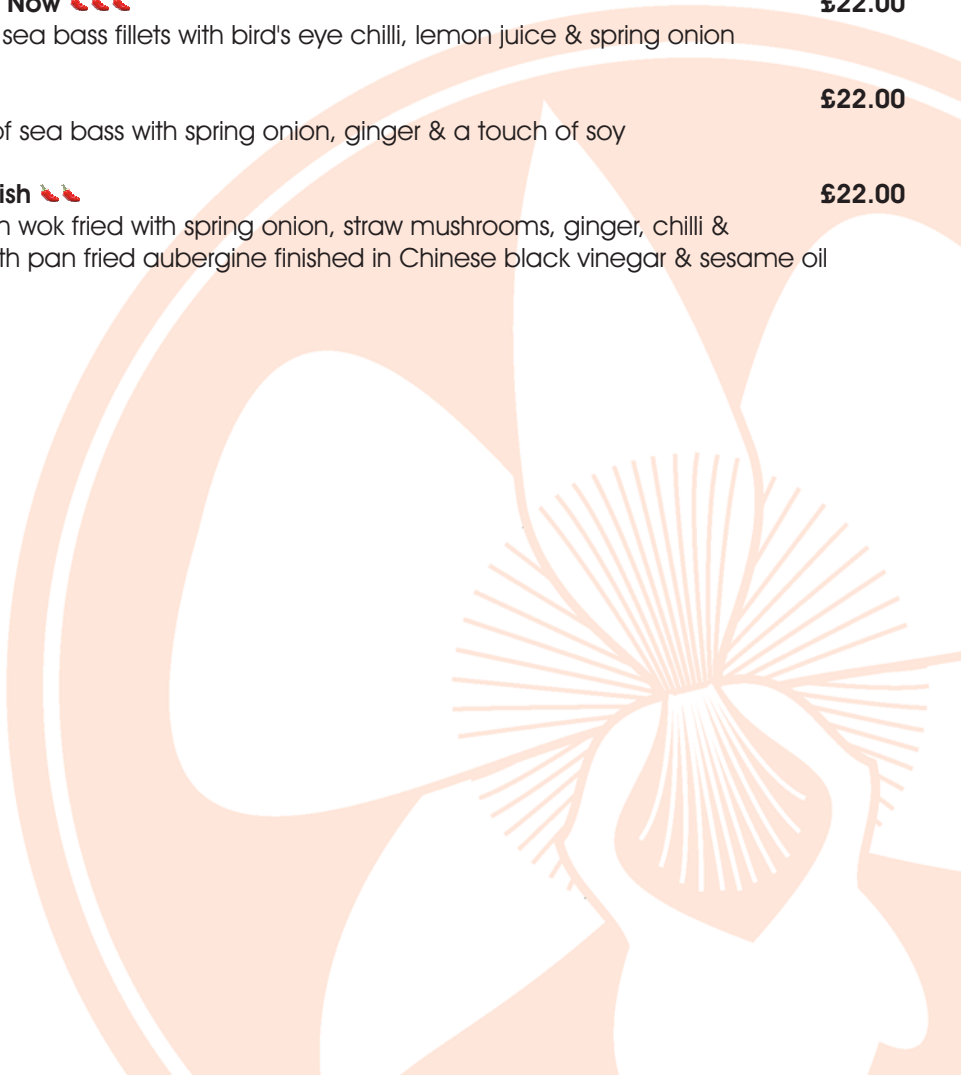 Now 🌶🌶🌶 £22.00
sea bass fillets with bird's eye chilli, lemon juice & spring onion
£22.00
of sea bass with spring onion, ginger & a touch of soy
ish 🌶🌶 £22.00
wok fried with spring onion, straw mushrooms, ginger, chilli &
th pan fried aubergine finished in Chinese black vinegar & sesame oil